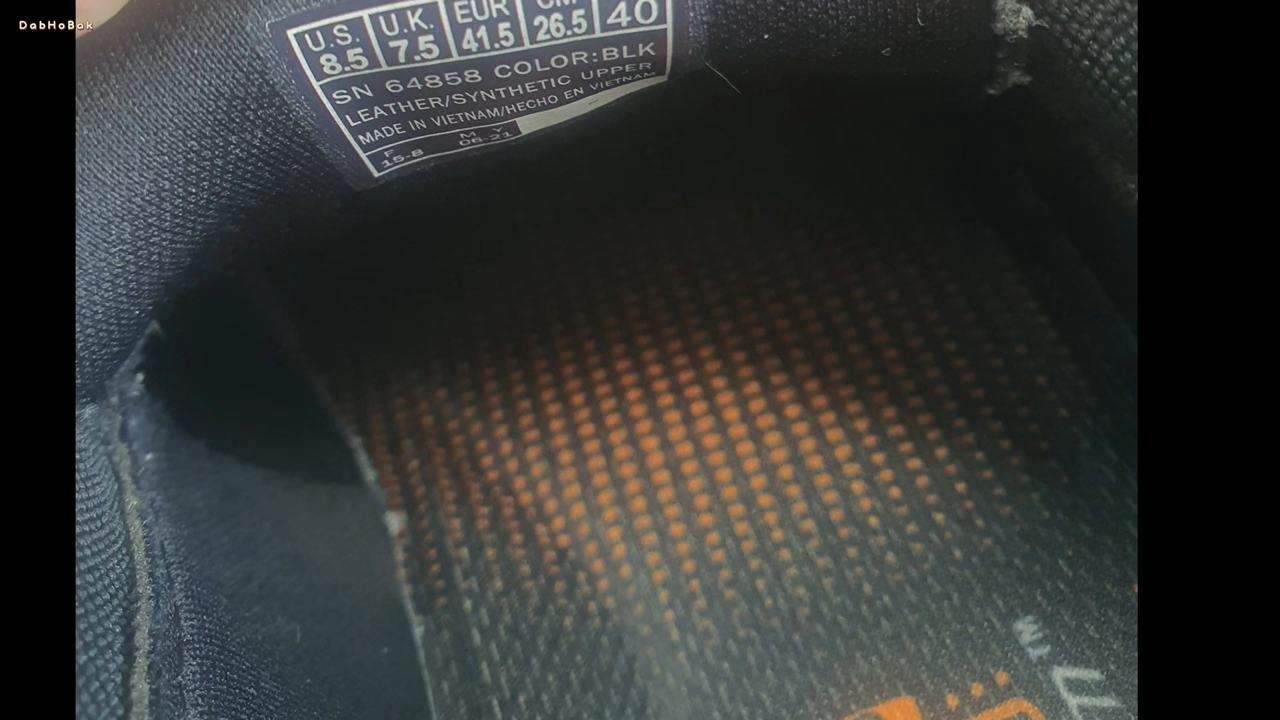 DabHoBak
U.S. U.K. EUR CM 40
8.5 7.5 41.5 26.5
SN 64858 COLOR:BLK
LEATHER/SYNTHETIC UPPER
MADE IN VIETNAM/HECHO EN VIETNAM
F M Y
15-8 06-21